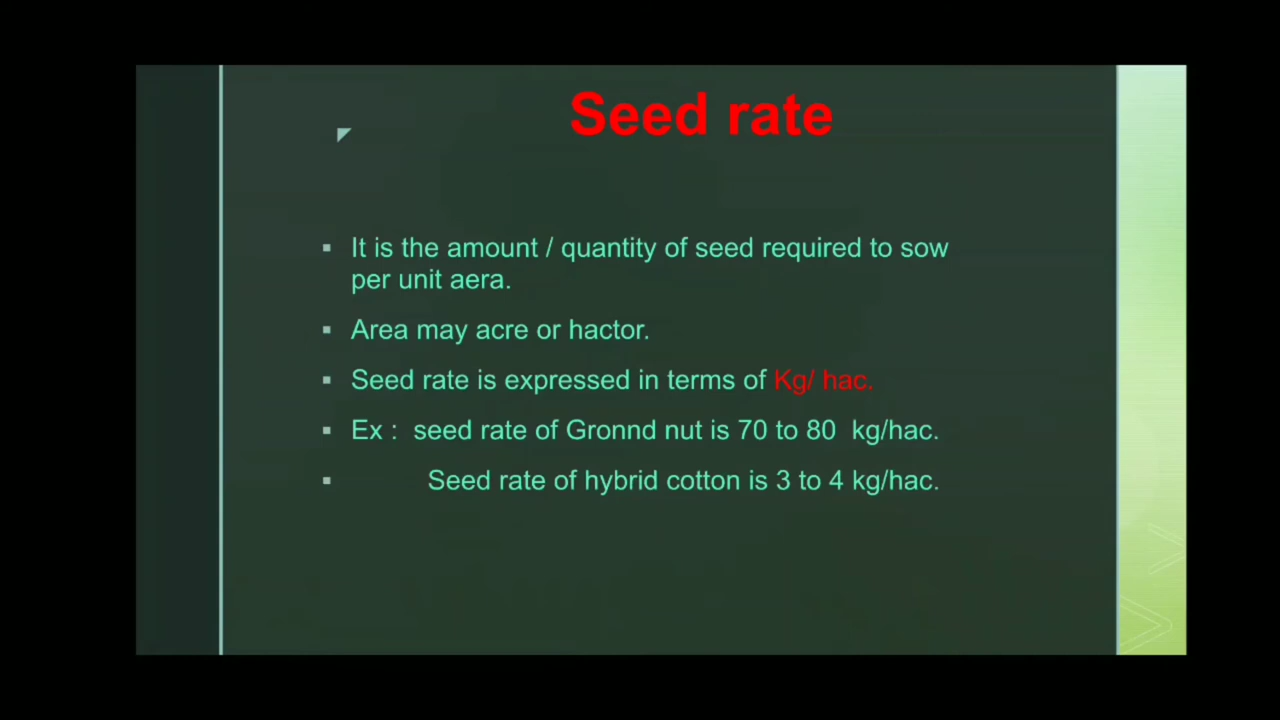 Seed rate
It is the amount / quantity of seed required to sow
per unit aera.
Area may acre or hactor.
Seed rate is expressed in terms of Kg/ hac.
Ex : seed rate of Gronnd nut is 70 to 80 kg/hac.
Seed rate of hybrid cotton is 3 to 4 kg/hac.